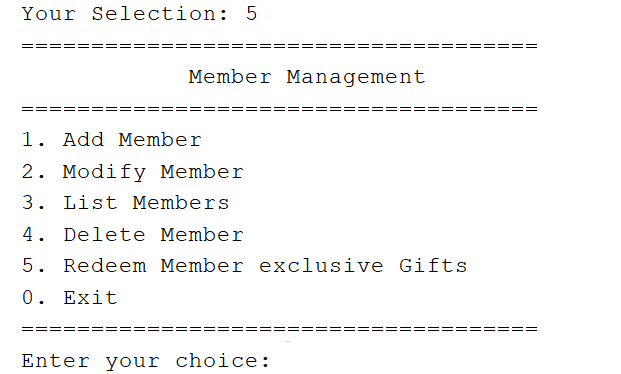 Your Selection: 5
=====================================
Member Management
=====================================
1. Add Member
2. Modify Member
3. List Members
4. Delete Member
5. Redeem Member exclusive Gifts
0. Exit
=====================================
Enter your choice: